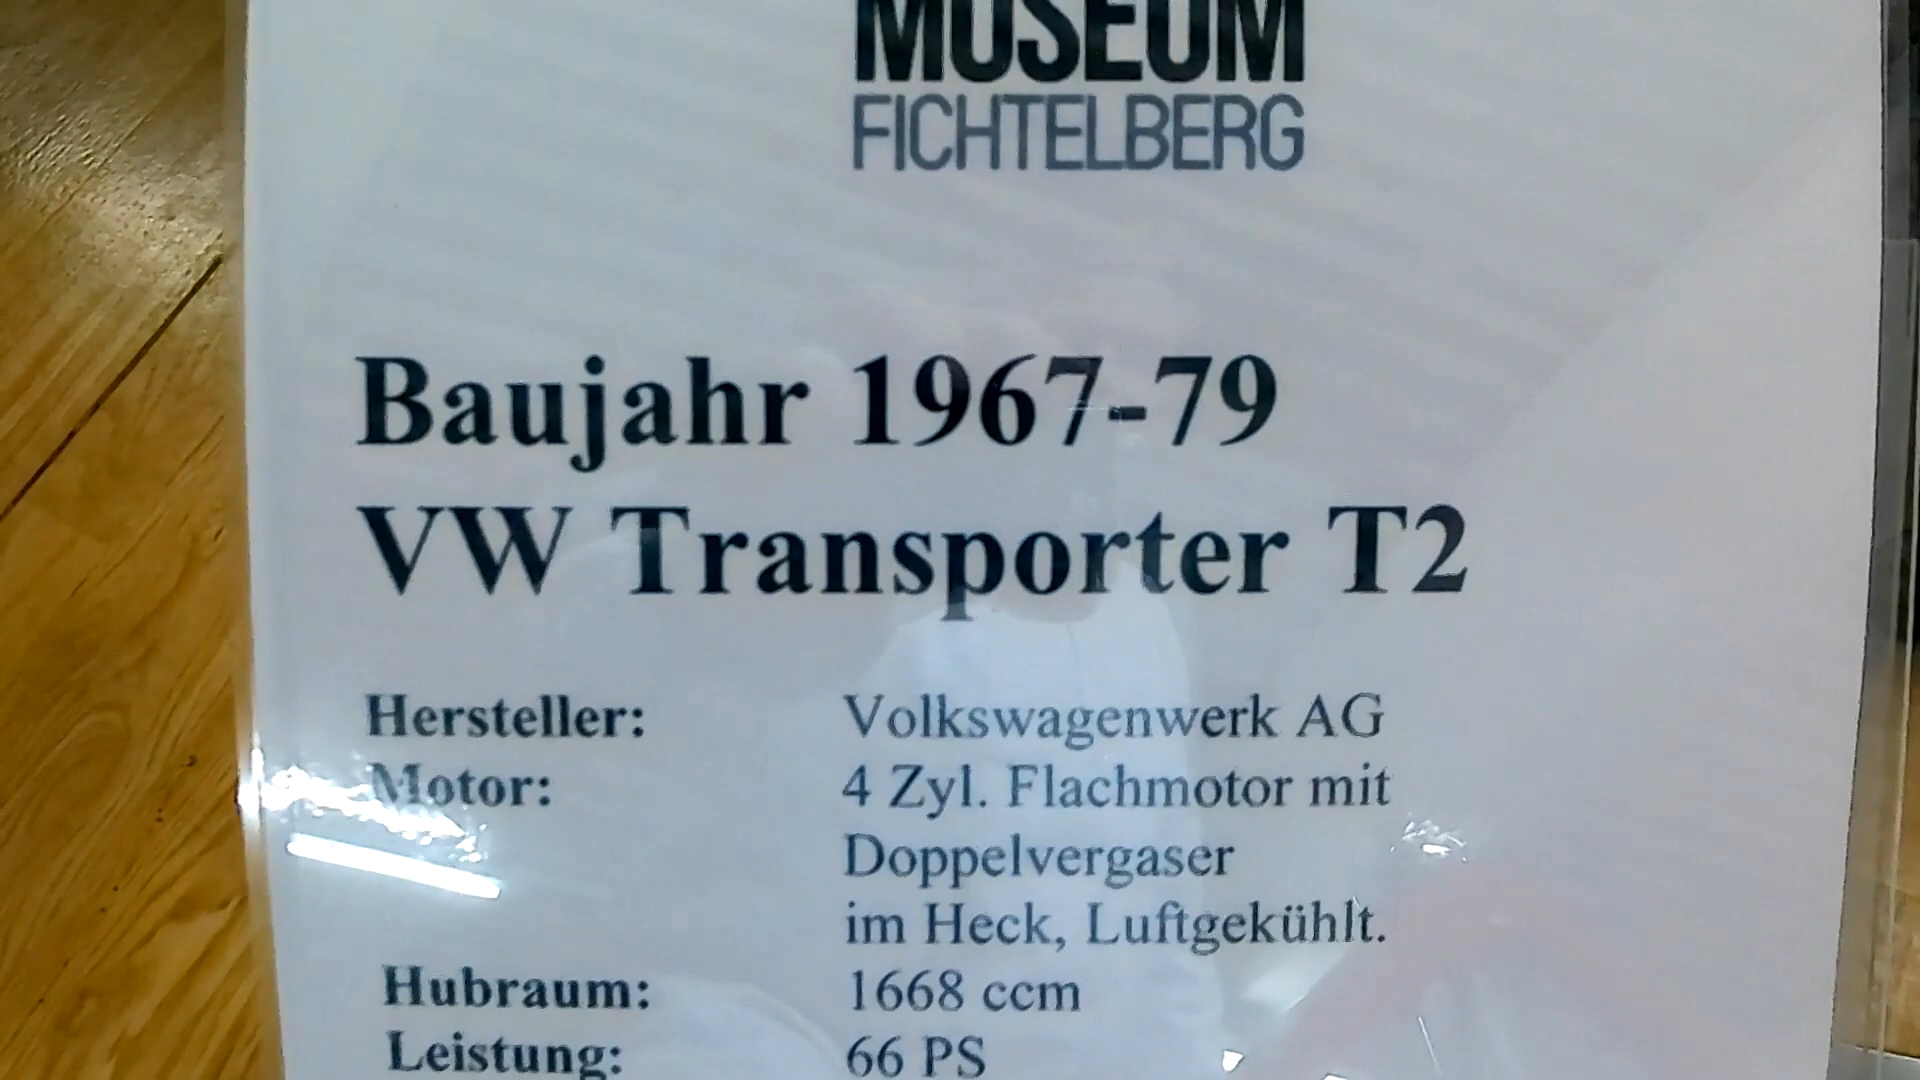 MUSEUM
FICHTELBERG
Baujahr 1967-79
VW Transporter T2
Hersteller: Volkswagenwerk AG
Motor: 4 Zyl. Flachmotor mit
Doppelvergaser
im Heck, Luftgekühlt.
Hubraum: 1668 ccm
Leistung: 66 PS